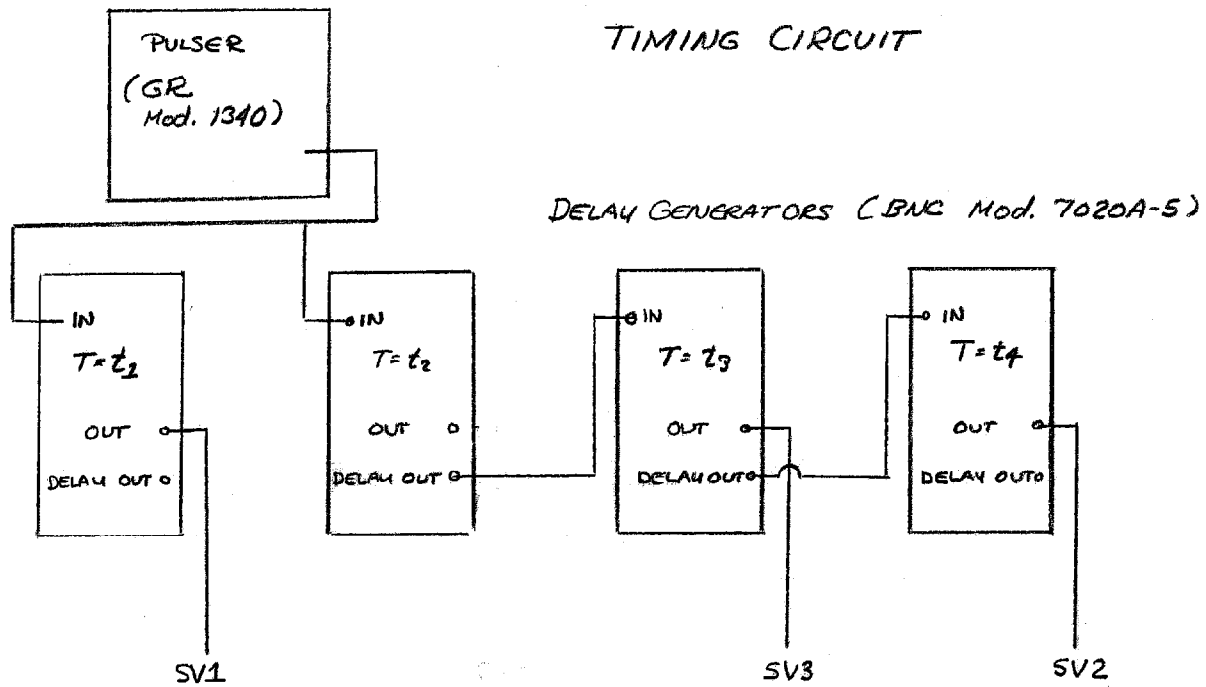 TIMING CIRCUIT
PULSER
(GR
Mod. 1340)
DELAY GENERATORS (BNC Mod. 7020A-5)
IN
T=t1
OUT
DELAY OUT
IN
T=t2
OUT
DELAY OUT
IN
T=t3
OUT
DELAY OUT
IN
T=t4
OUT
DELAY OUT
SV1
SV3
SV2